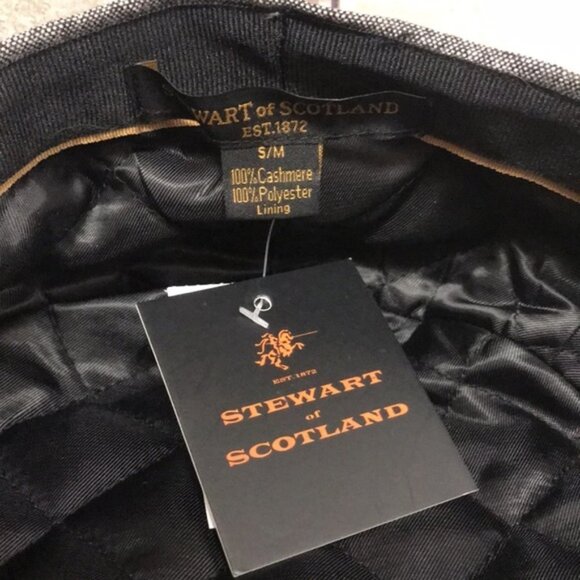 WART of SCOTLAND
EST.1872
S/M
100%Cashmere
100%Polyester
Lining
EST 1872
STEWART
of
SCOTLAND